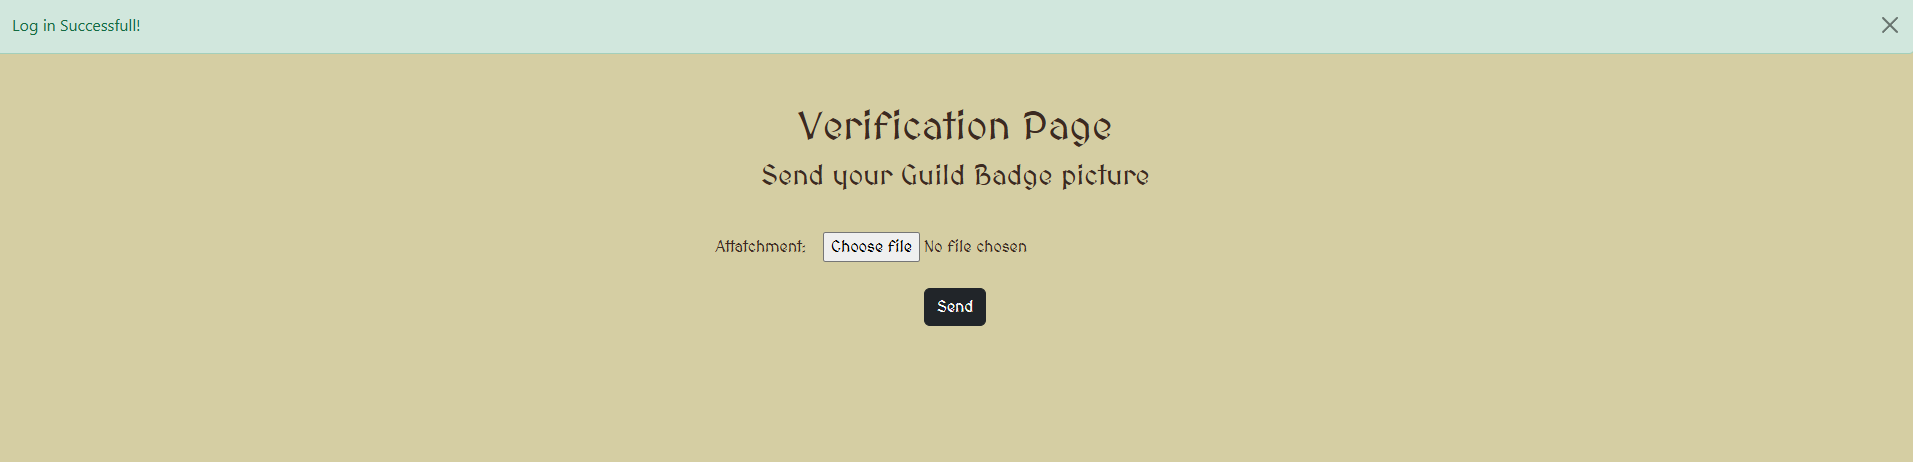 Log in Successfull!
Verification Page
Send your Guild Badge picture
Attatchment: Choose file No file chosen
Send